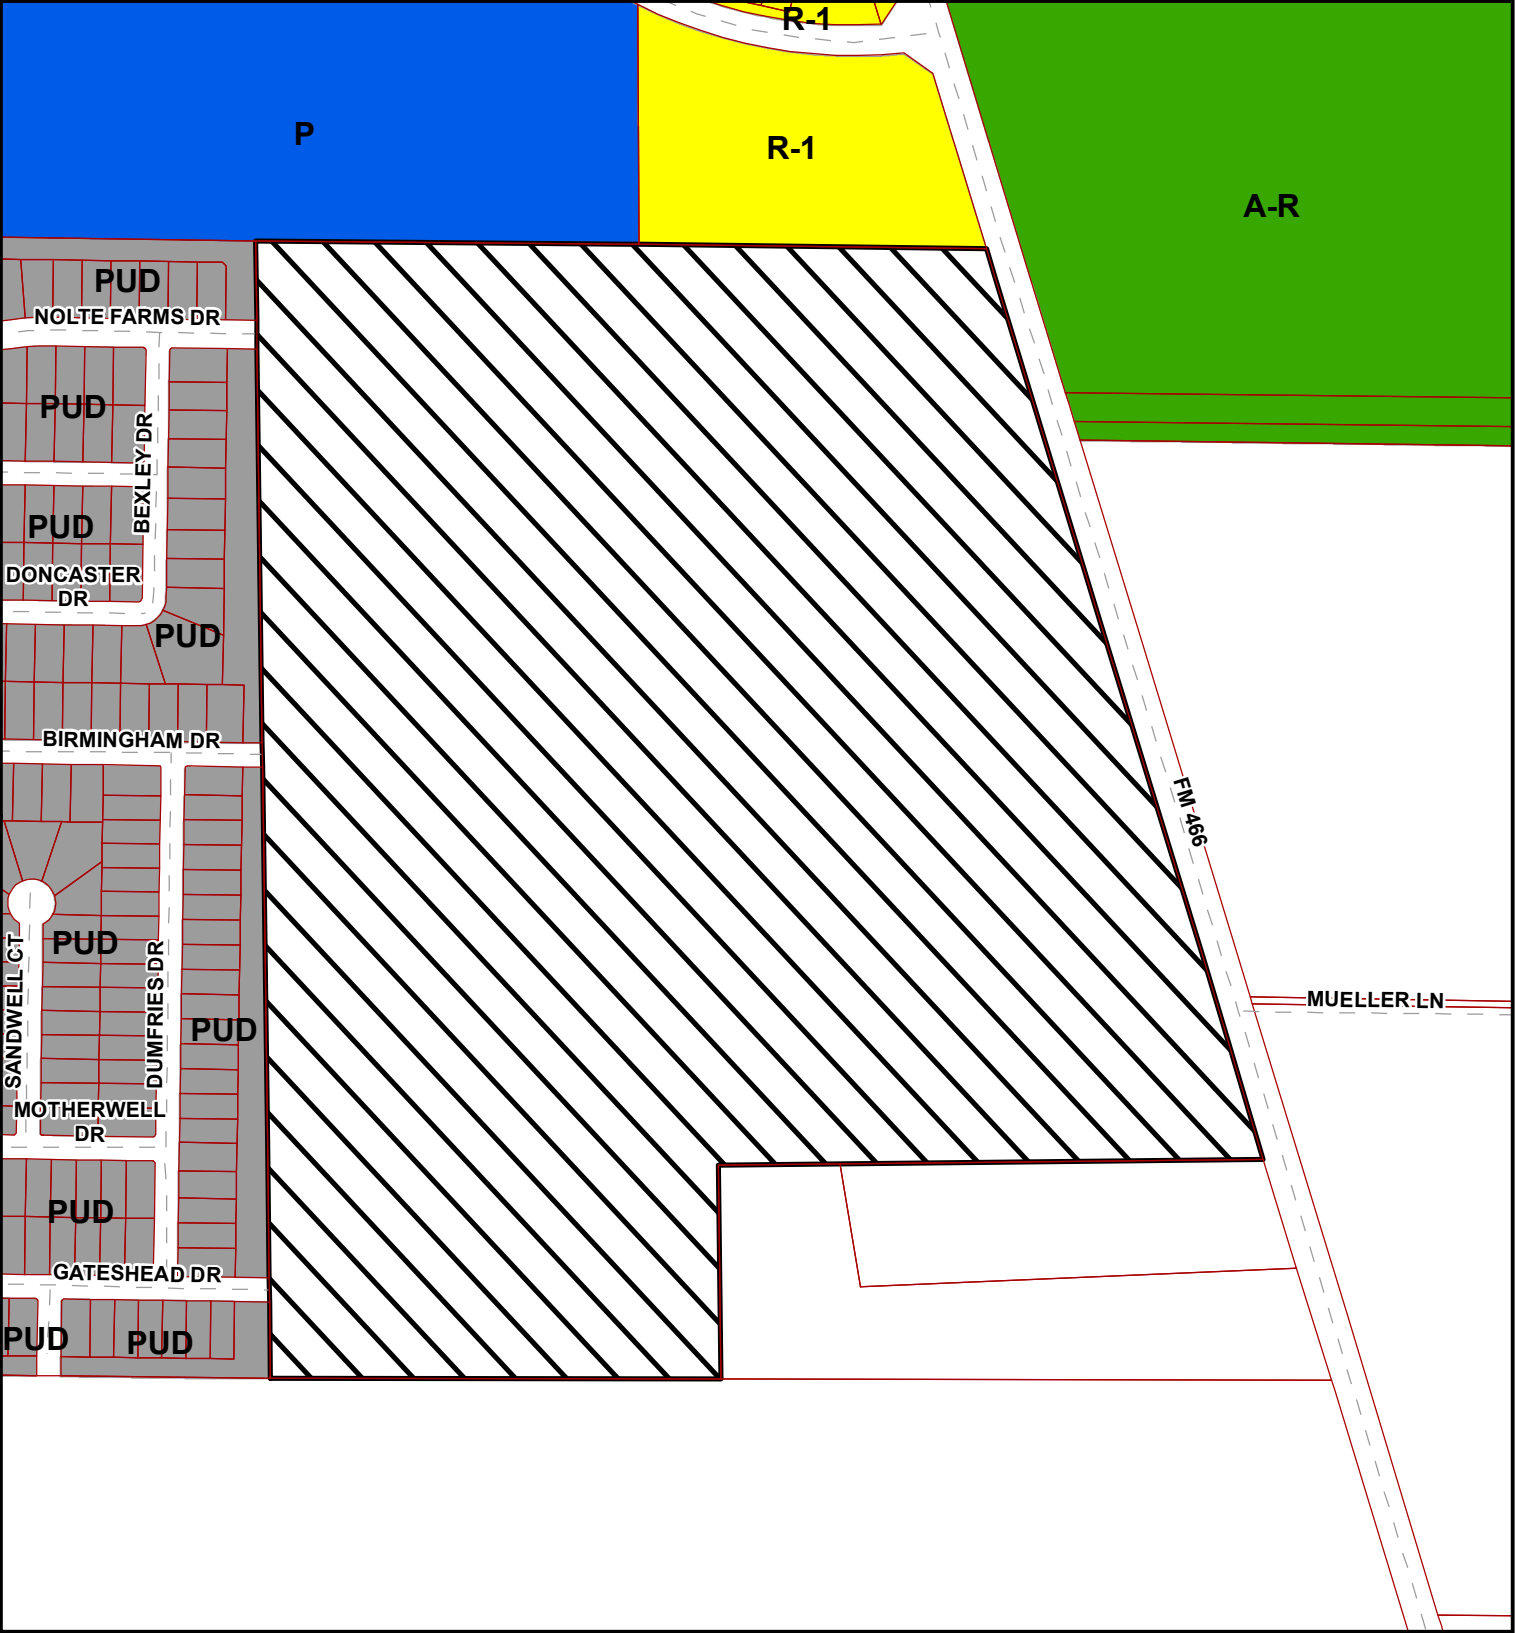 R-1
P
R-1
A-R
PUD
NOLTE FARMS DR
PUD
BEXLEY DR
PUD
DONCASTER
DR
PUD
BIRMINGHAM DR
FM 466
PUD
SANDWELL CT
DUMFRIES DR
MUELLER LN
PUD
MOTHERWELL
DR
PUD
GATESHEAD DR
PUD
PUD